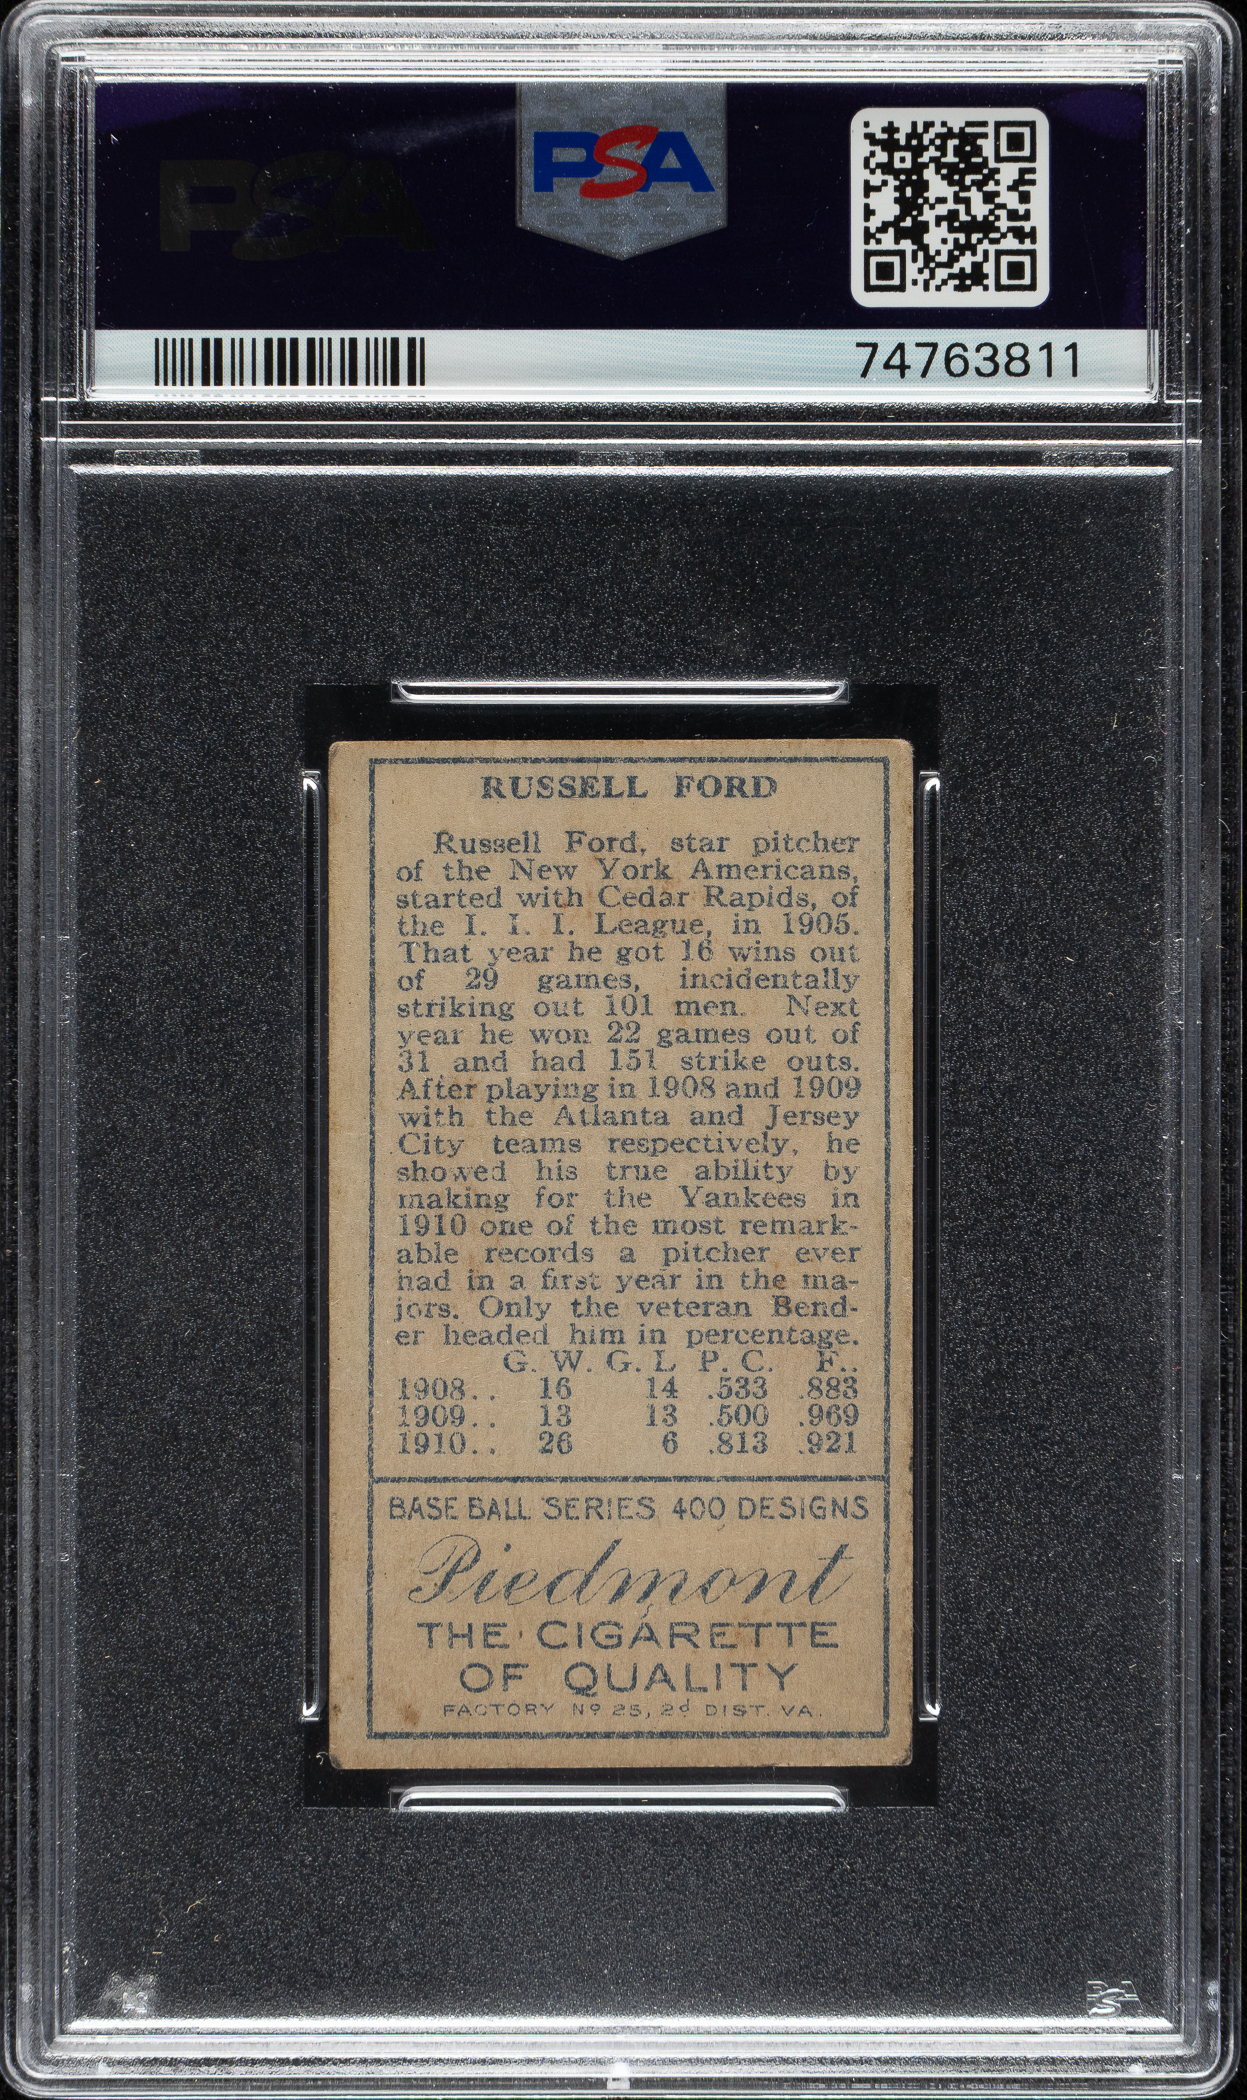 PSA
PSA
74763811
RUSSELL FORD
Russell Ford, star pitcher
of the New York Americans,
started with Cedar Rapids, of
the I. I. I. League, in 1905.
That year he got 16 wins out
of 29 games, incidentally
striking out 101 men. Next
year he won 22 games out of
31 and had 151 strike outs.
After playing in 1908 and 1909
with the Atlanta and Jersey
City teams respectively, he
showed his true ability by
making for the Yankees in
1910 one of the most remark-
able records a pitcher ever
had in a first year in the ma-
jors. Only the veteran Bend-
er headed him in percentage.
G. W. G. L P. C. F..
1908.. 16 14 .533 .883
1909.. 13 13 .500 .969
1910.. 26 6 .813 .921
BASE BALL SERIES 400 DESIGNS
Piedmont
THE CIGARETTE
OF QUALITY
FACTORY Nº 25, 2d DIST. VA.
PSA